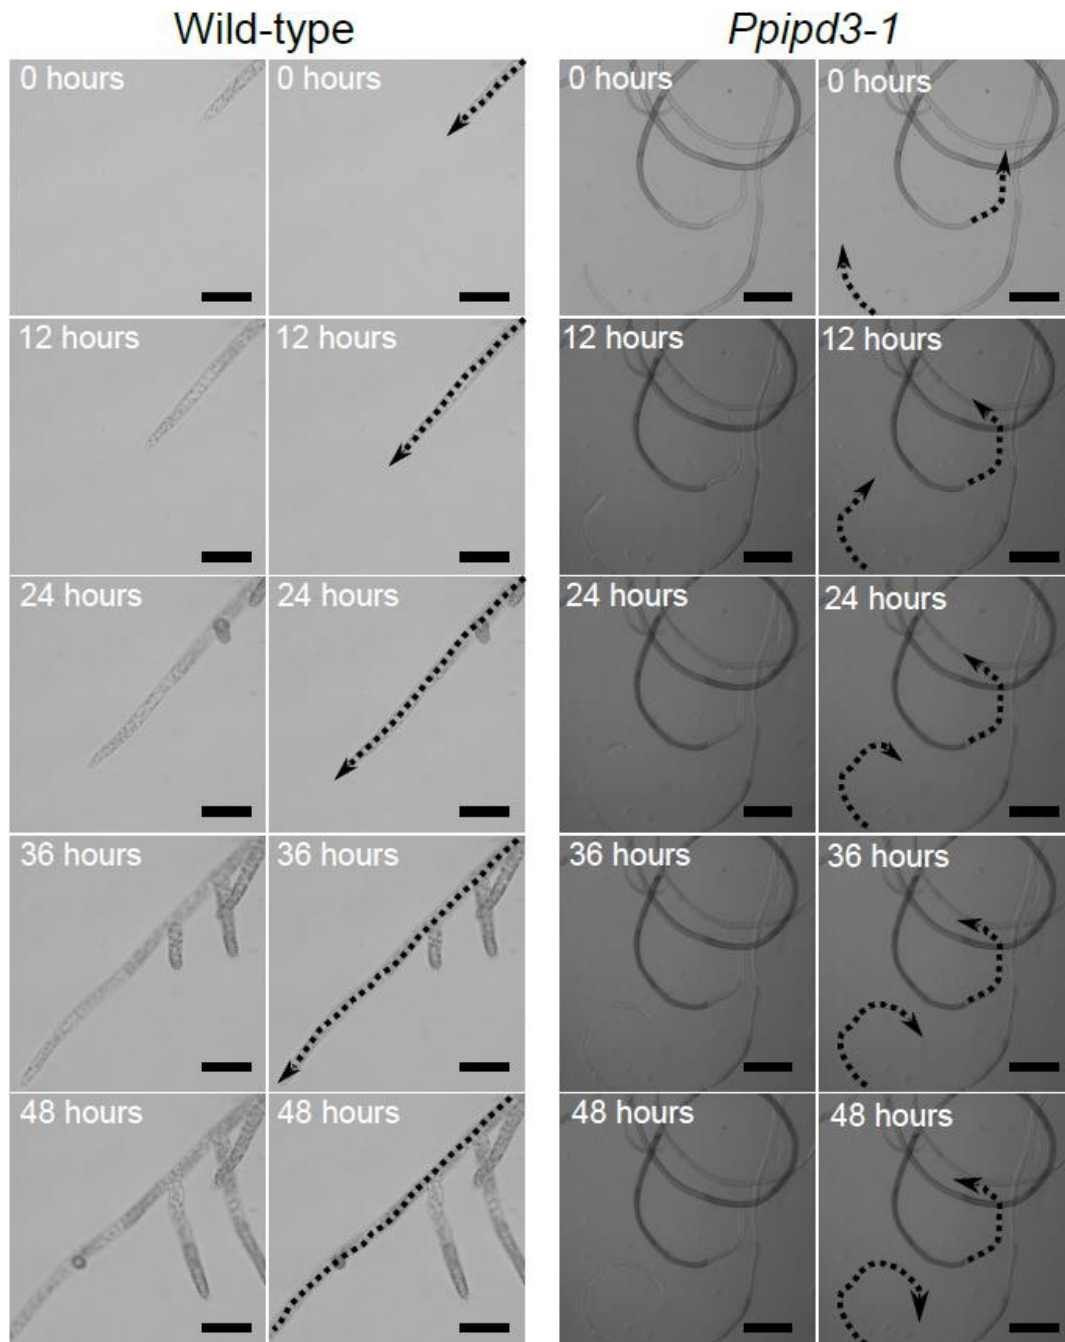 Wild-type Ppipd3-1
0 hours 0 hours 0 hours 0 hours
12 hours 12 hours 12 hours 12 hours
24 hours 24 hours 24 hours 24 hours
36 hours 36 hours 36 hours 36 hours
48 hours 48 hours 48 hours 48 hours